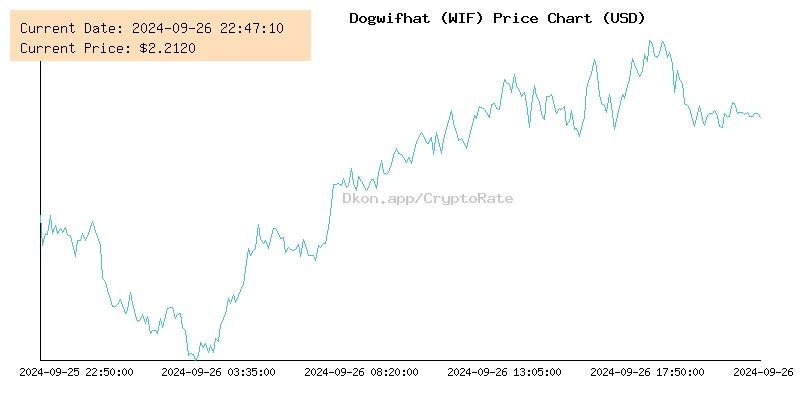 Dogwifhat (WIF) Price Chart (USD)
Current Date: 2024-09-26 22:47:10
Current Price: $2.2120
Dkon.app/CryptoRate
2024-09-25 22:50:00 2024-09-26 03:35:00 2024-09-26 08:20:00 2024-09-26 13:05:00 2024-09-26 17:50:00 2024-09-26